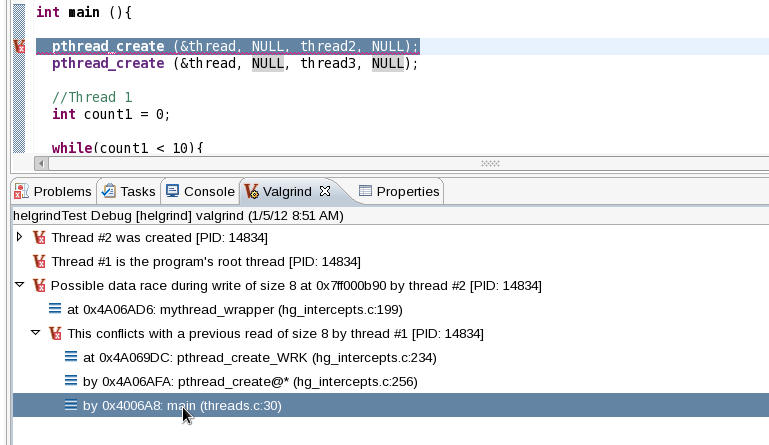 int main (){
pthread_create (&thread, NULL, thread2, NULL);
pthread_create (&thread, NULL, thread3, NULL);
//Thread 1
int count1 = 0;
while(count1 < 10){
Problems Tasks Console Valgrind Properties
helgrindTest Debug [helgrind] valgrind (1/5/12 8:51 AM)
Thread #2 was created [PID: 14834]
Thread #1 is the program's root thread [PID: 14834]
Possible data race during write of size 8 at 0x7ff000b90 by thread #2 [PID: 14834]
at 0x4A06AD6: mythread_wrapper (hg_intercepts.c:199)
This conflicts with a previous read of size 8 by thread #1 [PID: 14834]
at 0x4A069DC: pthread_create_WRK (hg_intercepts.c:234)
by 0x4A06AFA: pthread_create@* (hg_intercepts.c:256)
by 0x4006A8: main (threads.c:30)